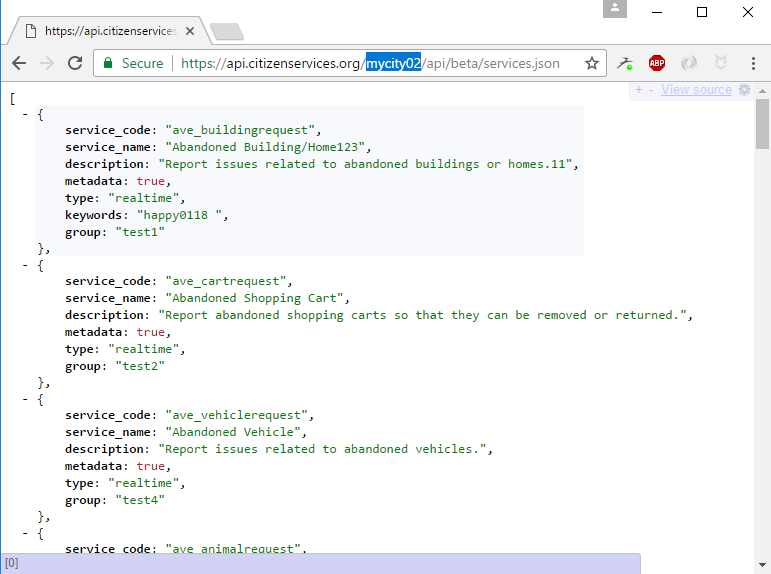 https://api.citizenservices
Secure https://api.citizenservices.org/mycity02/api/beta/services.json ABP
+ - View source
[
- {
service_code: "ave_buildingrequest",
service_name: "Abandoned Building/Home123",
description: "Report issues related to abandoned buildings or homes.11",
metadata: true,
type: "realtime",
keywords: "happy0118 ",
group: "test1"
},
- {
service_code: "ave_cartrequest",
service_name: "Abandoned Shopping Cart",
description: "Report abandoned shopping carts so that they can be removed or returned.",
metadata: true,
type: "realtime",
group: "test2"
},
- {
service_code: "ave_vehiclerequest",
service_name: "Abandoned Vehicle",
description: "Report issues related to abandoned vehicles.",
metadata: true,
type: "realtime",
group: "test4"
},
- {
service_code: "ave_animalrequest",
[0]